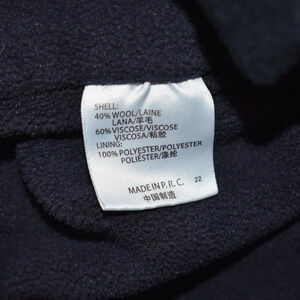 SHELL:
40% WOOL/LAINE
LANA/羊毛
60% VISCOSE/VISCOSE
VISCOSA/粘胶
LINING:
100% POLYESTER/POLYESTER
POLIÉSTER/涤纶
MADE IN P.R.C.
中国制造
22